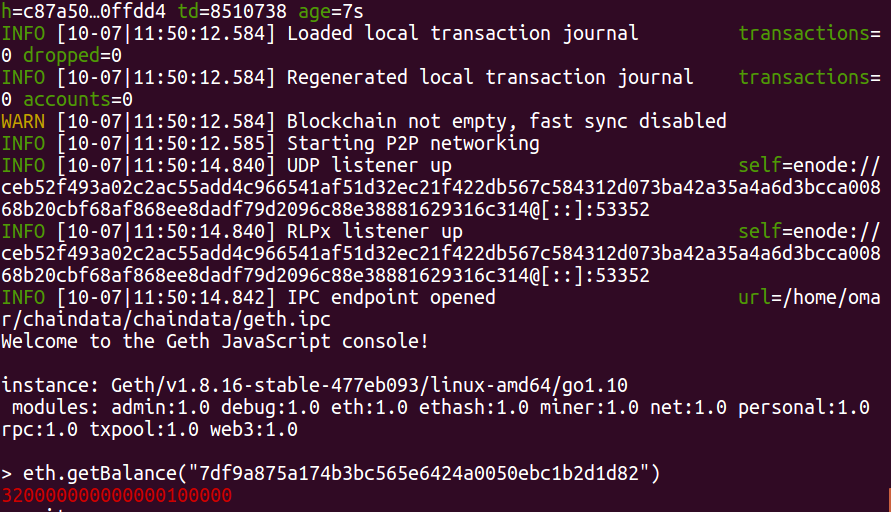 h=c87a50…0ffdd4 td=8510738 age=7s
INFO [10-07|11:50:12.584] Loaded local transaction journal transactions=
0 dropped=0
INFO [10-07|11:50:12.584] Regenerated local transaction journal transactions=
0 accounts=0
WARN [10-07|11:50:12.584] Blockchain not empty, fast sync disabled
INFO [10-07|11:50:12.585] Starting P2P networking
INFO [10-07|11:50:14.840] UDP listener up self=enode://
ceb52f493a02c2ac55add4c966541af51d32ec21f422db567c584312d073ba42a35a4a6d3bcca008
68b20cbf68af868ee8dadf79d2096c88e38881629316c314@[::]:53352
INFO [10-07|11:50:14.840] RLPx listener up self=enode://
ceb52f493a02c2ac55add4c966541af51d32ec21f422db567c584312d073ba42a35a4a6d3bcca008
68b20cbf68af868ee8dadf79d2096c88e38881629316c314@[::]:53352
INFO [10-07|11:50:14.842] IPC endpoint opened url=/home/oma
r/chaindata/chaindata/geth.ipc
Welcome to the Geth JavaScript console!
instance: Geth/v1.8.16-stable-477eb093/linux-amd64/go1.10
modules: admin:1.0 debug:1.0 eth:1.0 ethash:1.0 miner:1.0 net:1.0 personal:1.0
rpc:1.0 txpool:1.0 web3:1.0
> eth.getBalance("7df9a875a174b3bc565e6424a0050ebc1b2d1d82")
320000000000000100000